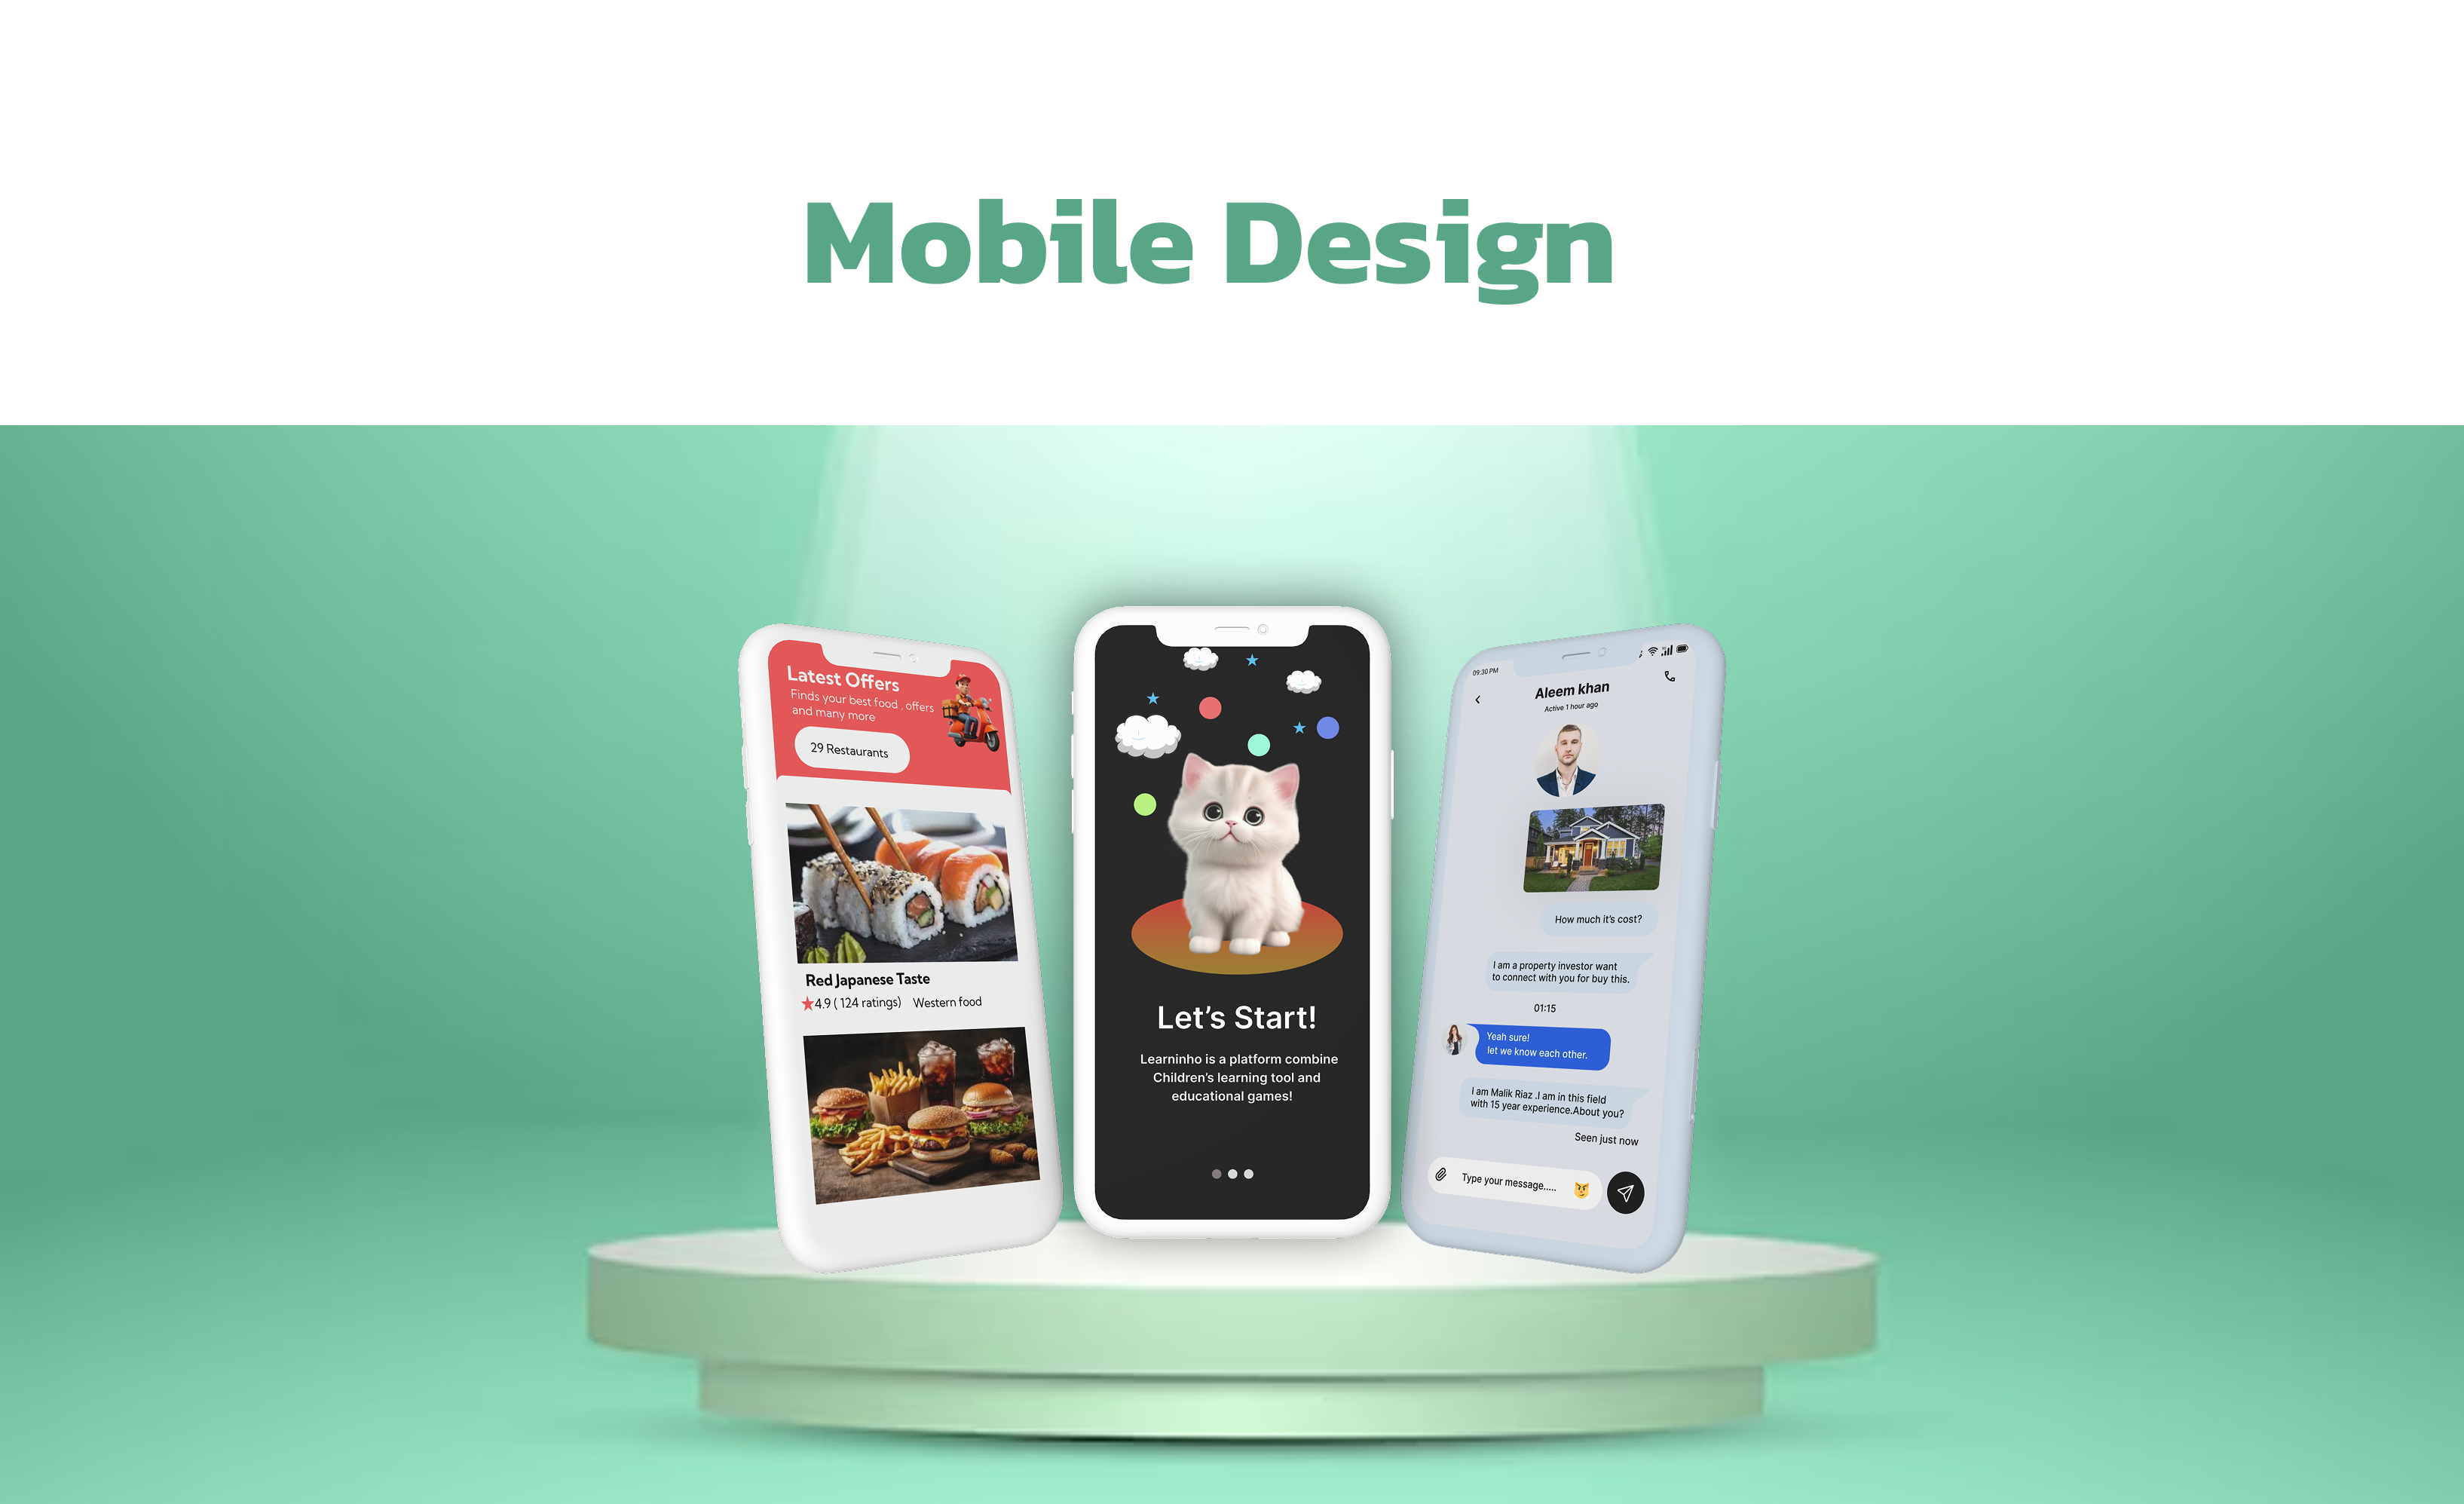 Mobile Design
Latest Offers
Finds your best food , offers
and many more
29 Restaurants
Red Japanese Taste
4.9 ( 124 ratings) Western food
Let's Start!
Learninho is a platform combine
Children's learning tool and
educational games!
09:30 PM
Aleem khan
Active 1 hour ago
How much it's cost?
I am a property investor want
to connect with you for buy this.
01:15
Yeah sure!
let we know each other.
I am Malik Riaz .I am in this field
with 15 year experience.About you?
Seen just now
Type your message.....